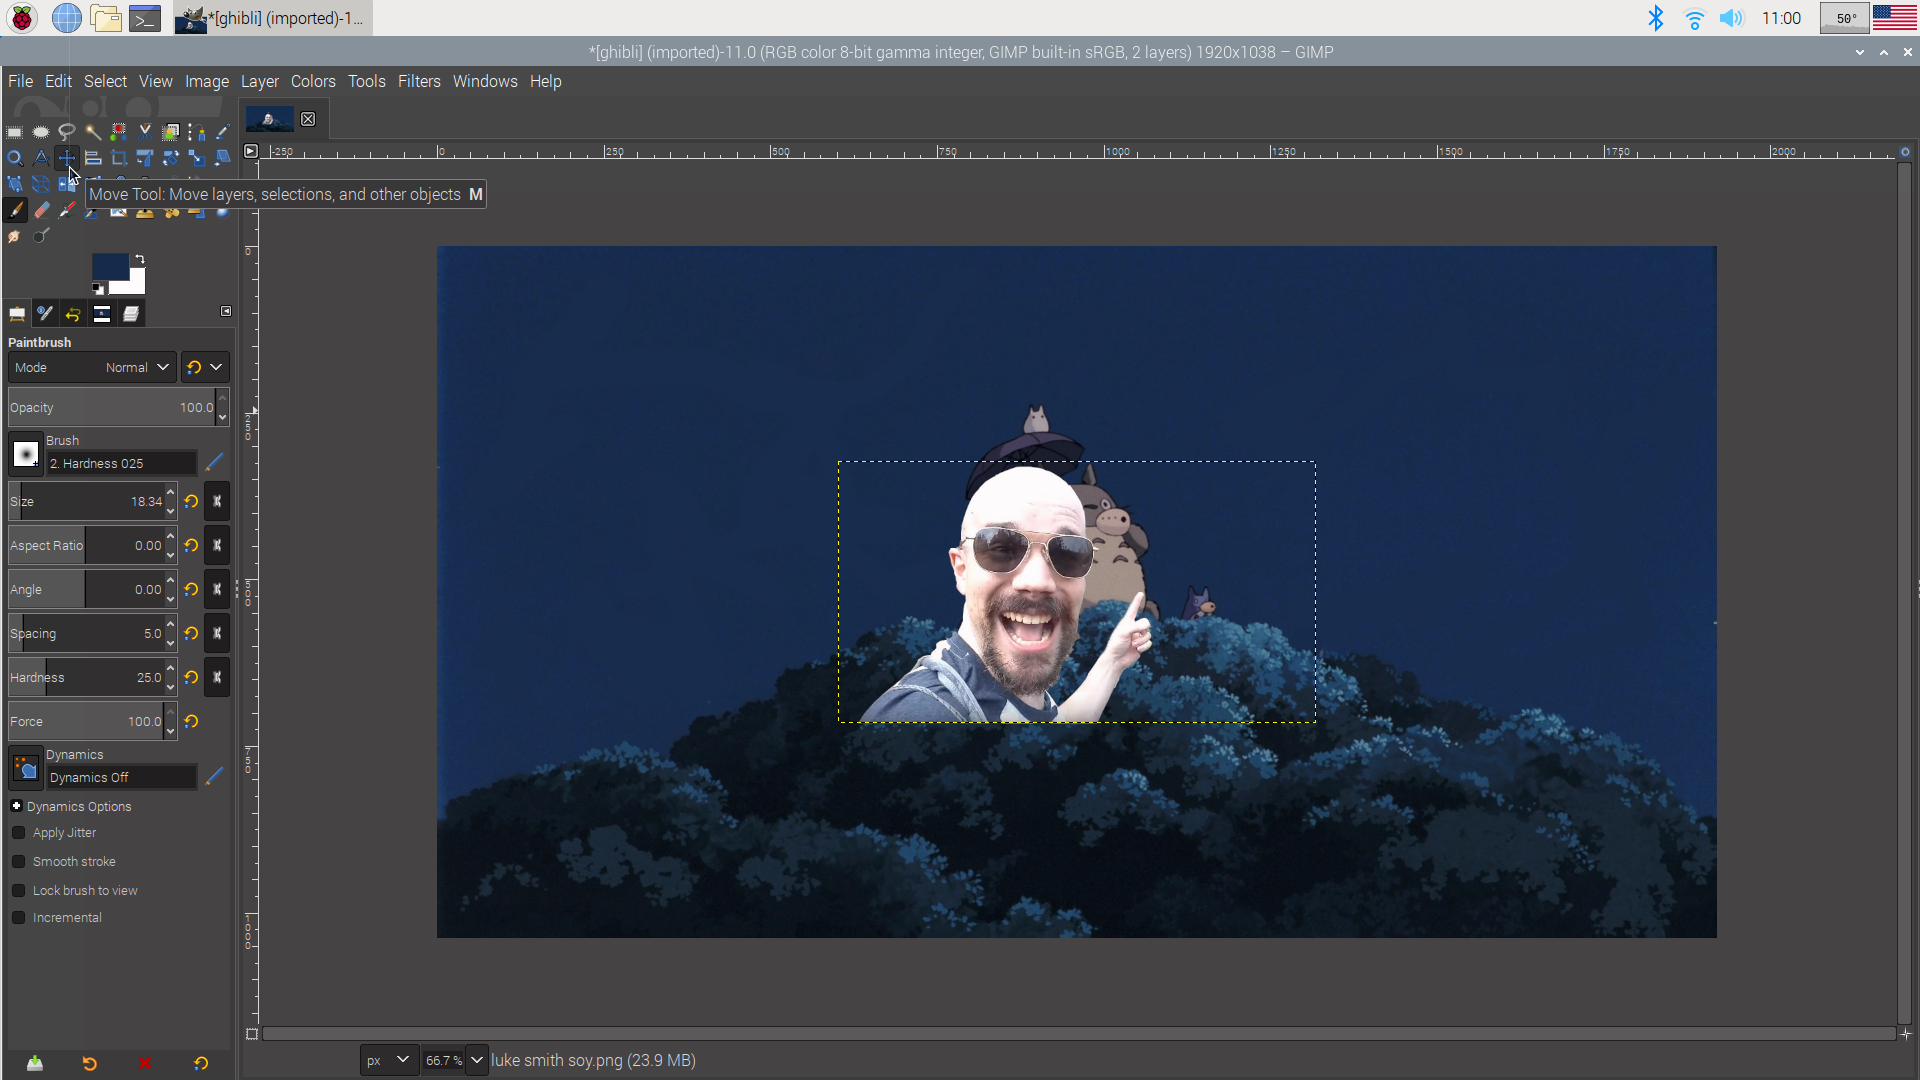 *[ghibli] (imported)-1...
11:00
50°
*[ghibli] (imported)-11.0 (RGB color 8-bit gamma integer, GIMP built-in sRGB, 2 layers) 1920x1038 – GIMP
File Edit Select View Image Layer Colors Tools Filters Windows Help
-250 0 250 500 750 1000 1250 1500 1750 2000
Move Tool: Move layers, selections, and other objects M
0
250
500
750
1000
Paintbrush
Mode Normal
Opacity 100.0
Brush
2. Hardness 025
Size 18.34
Aspect Ratio 0.00
Angle 0.00
Spacing 5.0
Hardness 25.0
Force 100.0
Dynamics
Dynamics Off
Dynamics Options
Apply Jitter
Smooth stroke
Lock brush to view
Incremental
px 66.7 % luke smith soy.png (23.9 MB)